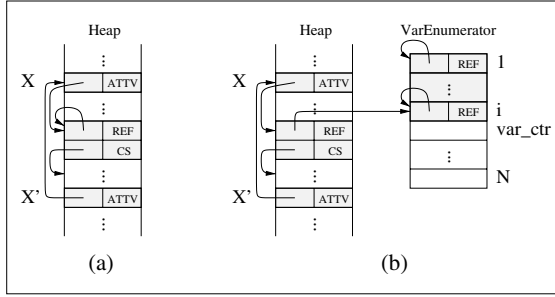 Heap
X
ATTV
REF
CS
X'
ATTV
(a)
Heap
X
ATTV
REF
CS
X'
ATTV
VarEnumerator
REF
1
REF
i
var_ctr
N
(b)